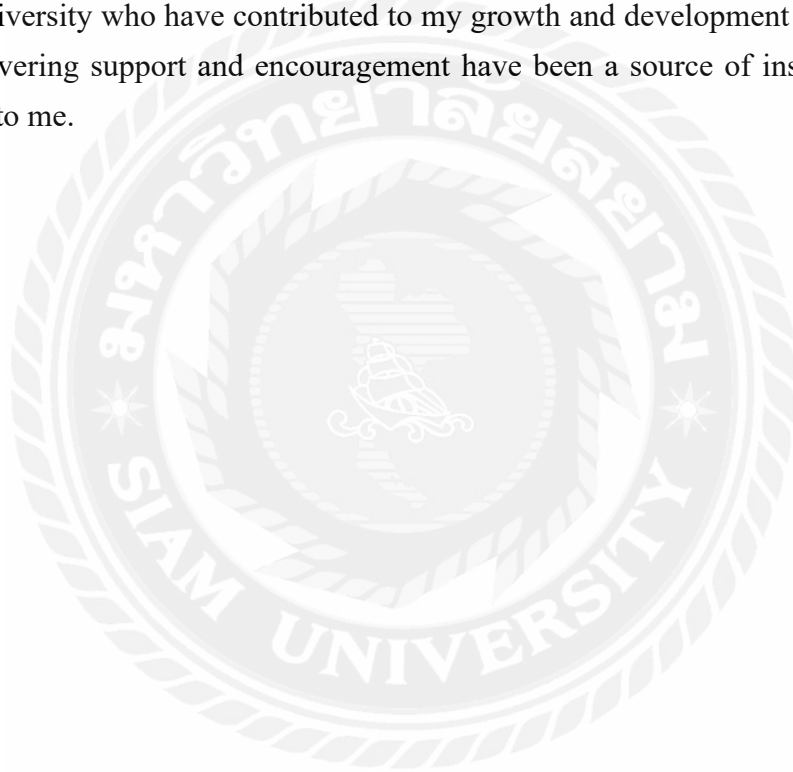 iversity who have contributed to my growth and development
vering support and encouragement have been a source of ins
to me.
มหาวิทยาลัยสยาม
SIAM UNIVERSITY